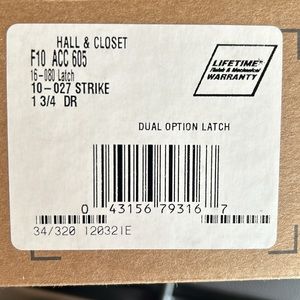 HALL & CLOSET
F10 ACC 605
16-080 Latch
10-027 STRIKE
1 3/4 DR
LIFETIME
Finish & Mechanical
WARRANTY
DUAL OPTION LATCH
0 43156 79316 7
34/320 120321E